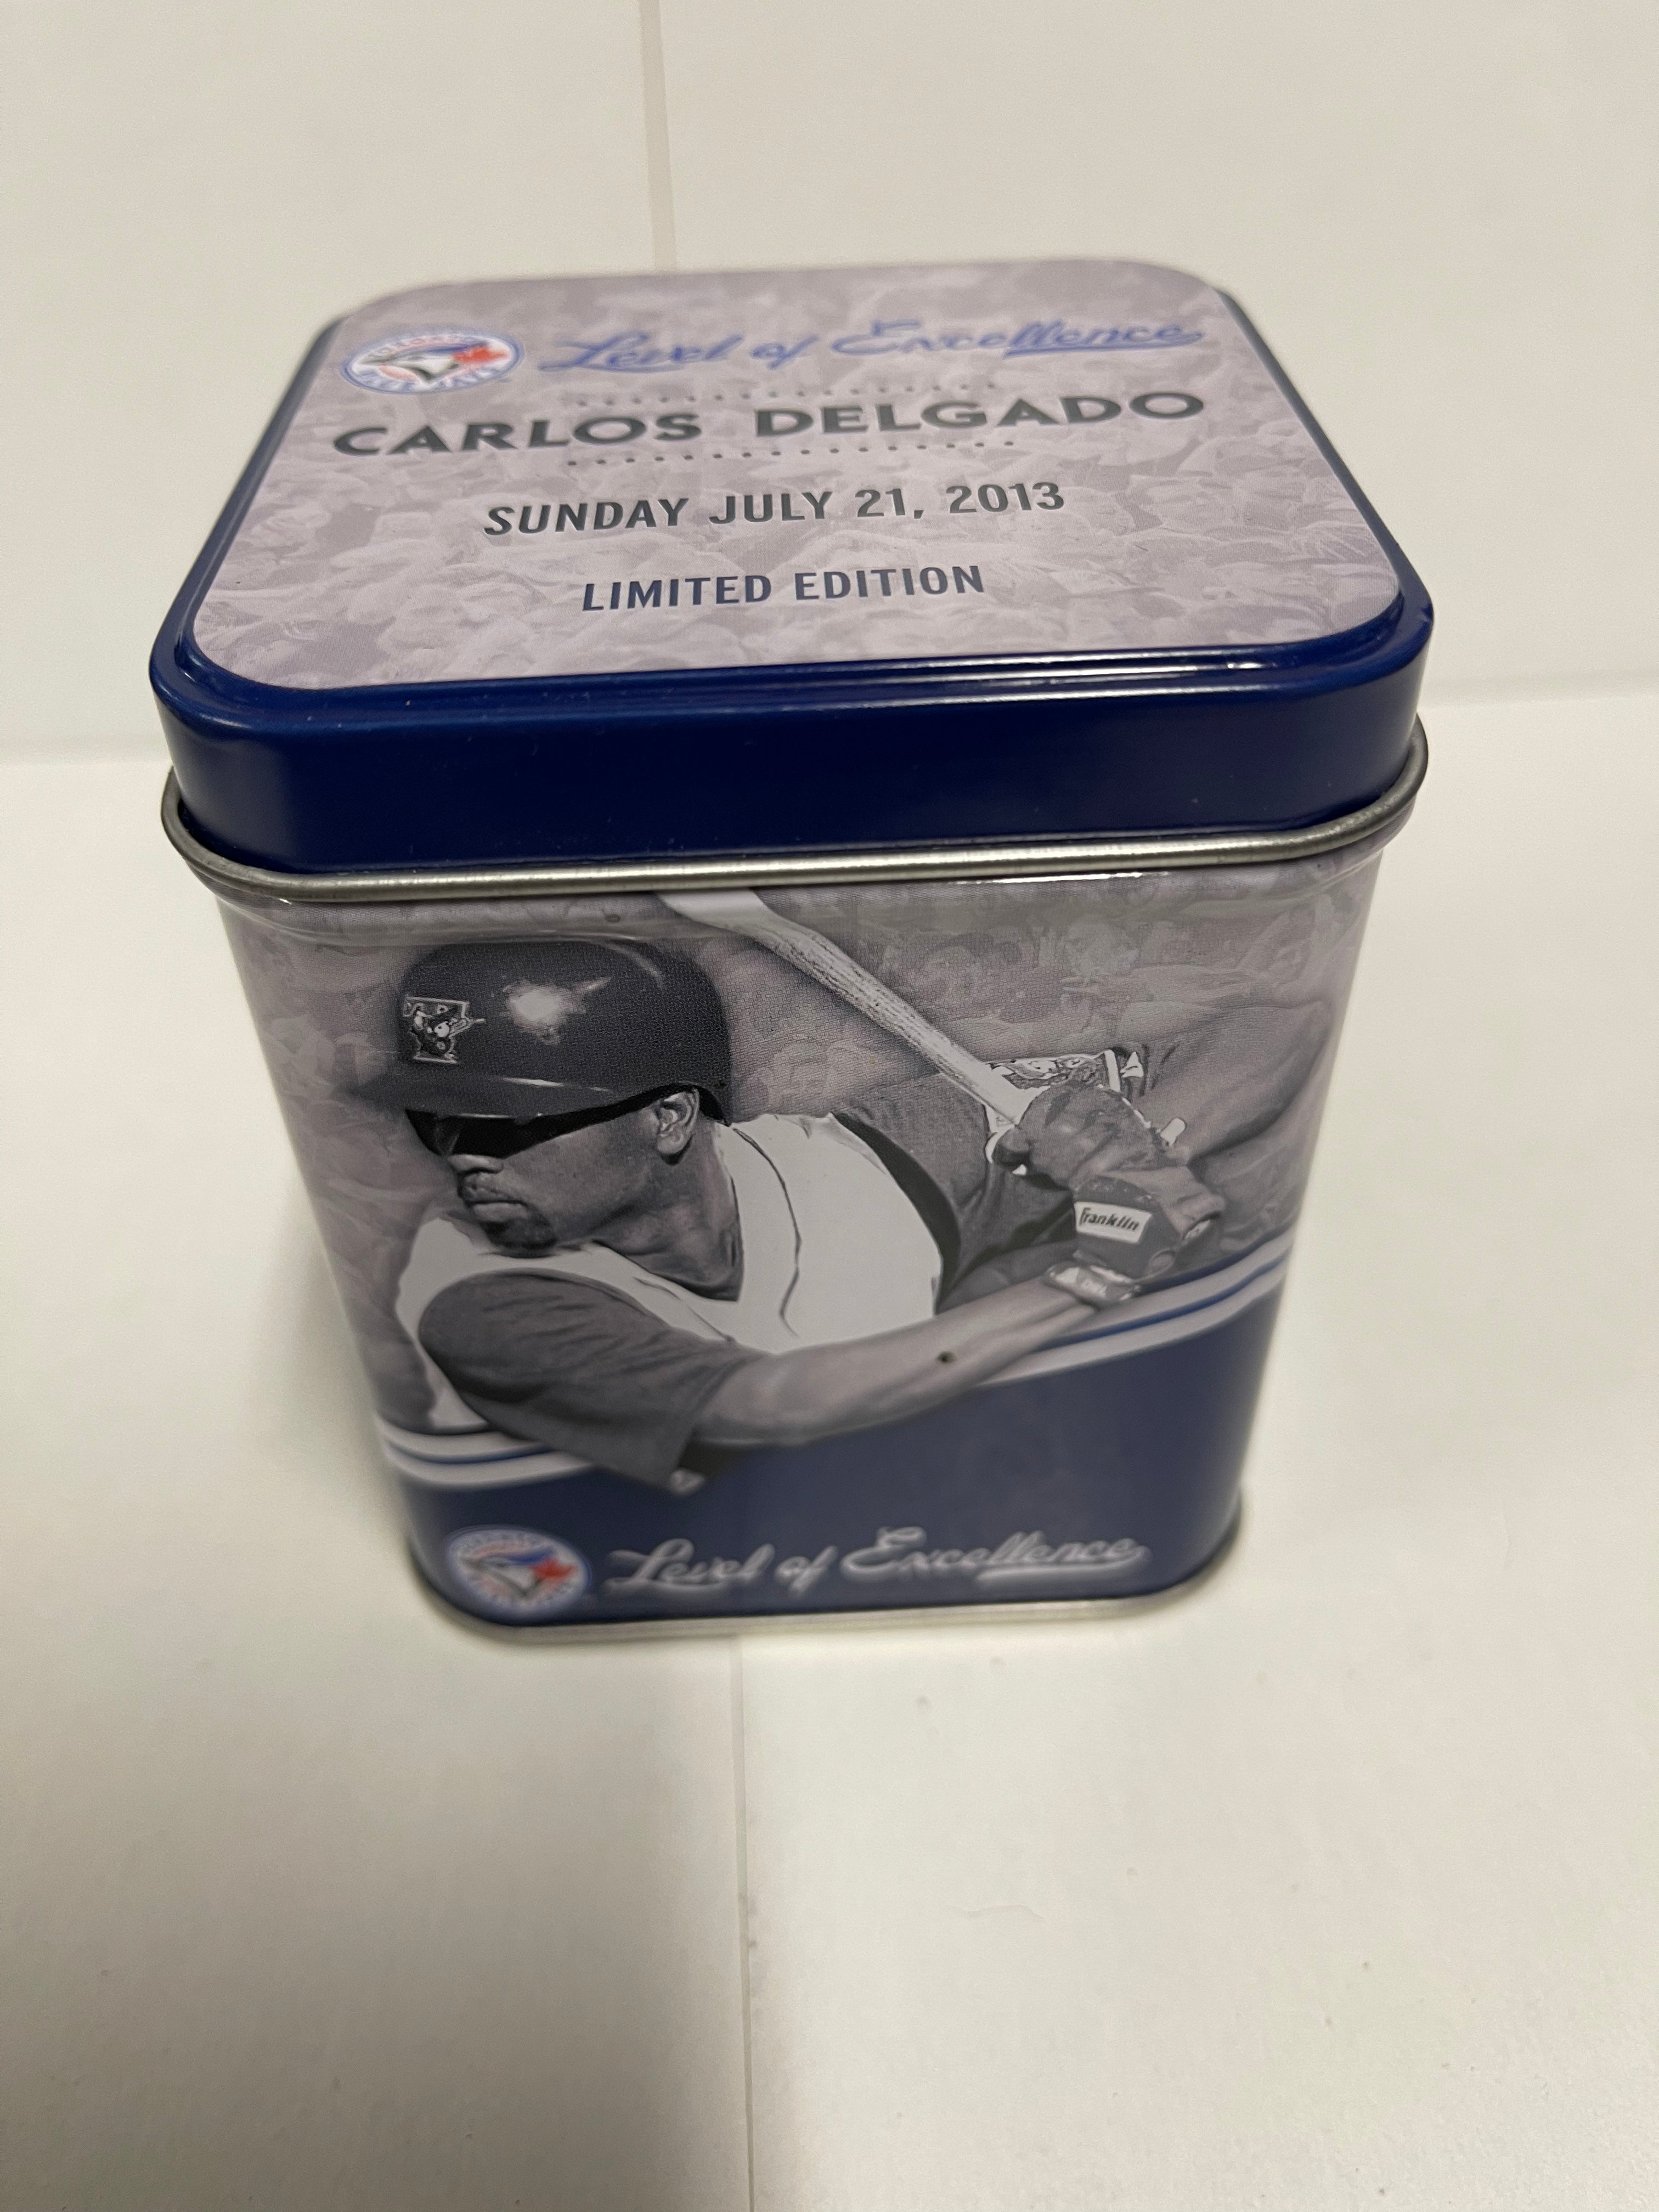 Level of Excellence
CARLOS DELGADO
SUNDAY JULY 21, 2013
LIMITED EDITION
Franklin
Level of Excellence